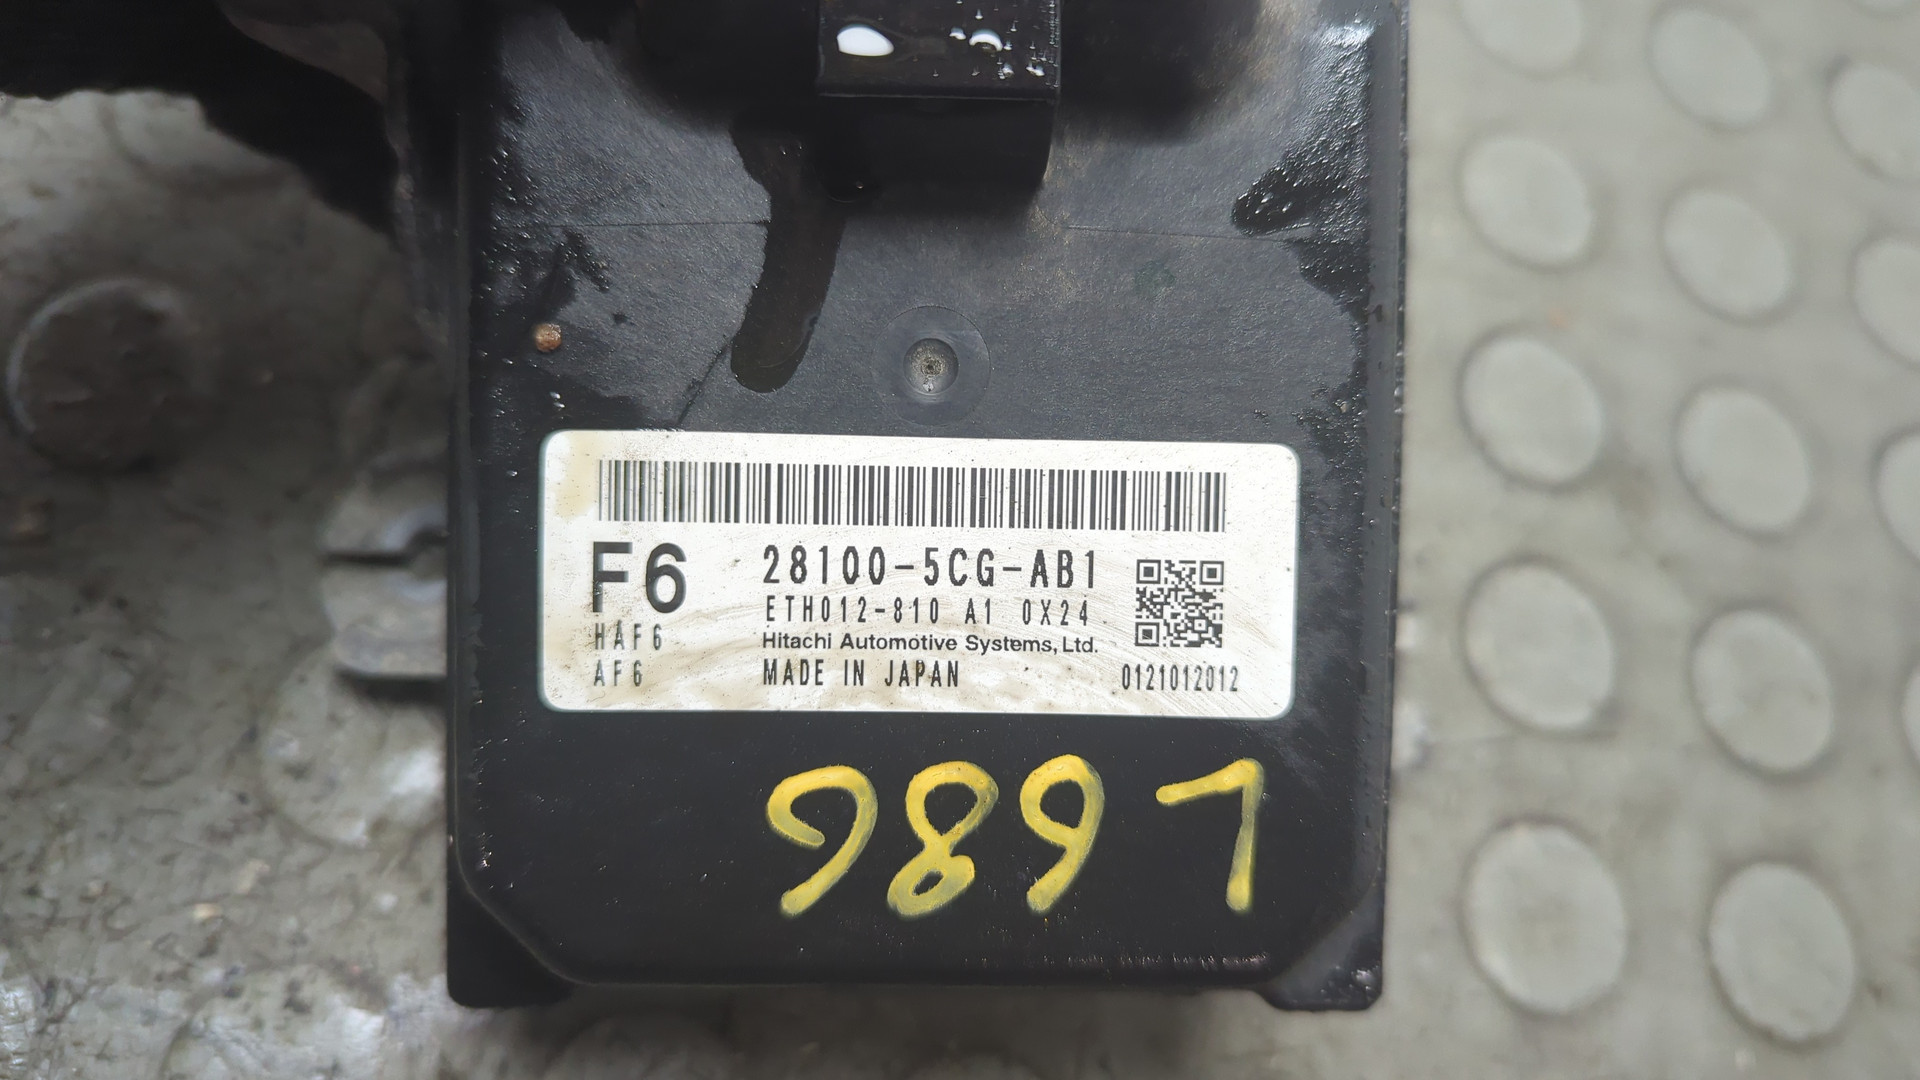 F6 28100-5CG-AB1
ETH012-810 A1 0X24
HAF6 Hitachi Automotive Systems, Ltd.
AF6 MADE IN JAPAN 0121012012
9891